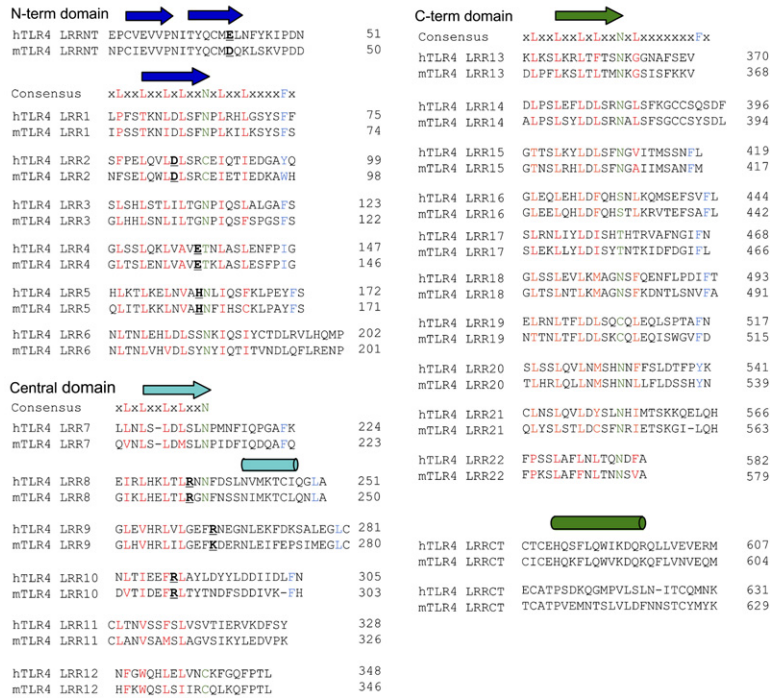 N-term domain
hTLR4 LRRNT EPCVEVVPNITYQCMELNFYKIPDN 51
mTLR4 LRRNT NPCIEVVPNITYQCMDQKLSKVPDD 50
Consensus xLxxLxxLxLxxNxLxxLxxxxFx
hTLR4 LRR1 LPFSTKNLDLSFNPLRHLGSYSFF 75
mTLR4 LRR1 IPSSTKNIDLSFNPLKILKSYSFS 74
hTLR4 LRR2 SFPELQVLDLSRCEIQTIEDGAYQ 99
mTLR4 LRR2 NFSELQWLDLSRCEIETIEDKAWH 98
hTLR4 LRR3 SLSHLSTLILTGNPIQSLALGAFS 123
mTLR4 LRR3 GLHHLSNLILTGNPIQSFSPGSFS 122
hTLR4 LRR4 GLSSLQKLVAVETNLASLENFPIG 147
mTLR4 LRR4 GLTSLENLVAVETKLASLESFPIG 146
hTLR4 LRR5 HLKTLKELNVAHNLIQSFKLPEYFS 172
mTLR4 LRR5 QLITLKKLNVAHNFIHSCKLPAYFS 171
hTLR4 LRR6 NLTNLEHLDLSSNKIQSIYCTDLRVLHQMP 202
mTLR4 LRR6 NLTNLVHVDLSYNYIQTITVNDLQFLRENP 201
Central domain
Consensus xLxLxxLxLxxN
hTLR4 LRR7 LLNLS-LDLSLNPMNFIQPGAFK 224
mTLR4 LRR7 QVNLS-LDMSLNPIDFIQDQAFQ 223
hTLR4 LRR8 EIRLHKLTLRNNFDSLNVMKTCIQGLA 251
mTLR4 LRR8 GIKLHELTLRGNFNSSNIMKTCLQNLA 250
hTLR4 LRR9 GLEVHRLVLGEFRNEGNLEKFDKSALEGLC 281
mTLR4 LRR9 GLHVHRLILGEFKDERNLEIFEPSIMEGLC 280
hTLR4 LRR10 NLTIEEFRLAYLDYYLDDIIDLFN 305
mTLR4 LRR10 DVTIDEFRLTYTNDFSDDIVK-FH 303
hTLR4 LRR11 CLTNVSSFSLVSVTIERVKDFSY 328
mTLR4 LRR11 CLANVSAMSLAGVSIKYLEDVPK 326
hTLR4 LRR12 NFGWQHLELVNCKFGQFPTL 348
mTLR4 LRR12 HFKWQSLSIIRCQLKQFPTL 346
C-term domain
Consensus xLxxLxxLxLxxNxLxxxxxxxxFx
hTLR4 LRR13 KLKSLKRLTFTSNKGGNAFSEV 370
mTLR4 LRR13 DLPFLKSLTLTMNKGSISFKKV 368
hTLR4 LRR14 DLPSLEFLDLSRNGLSFKGCCSQSDF 396
mTLR4 LRR14 ALPSLSYLDLSRNALSFSGCCSYSDL 394
hTLR4 LRR15 GTTSLKYLDLSFNGVITMSSNFL 419
mTLR4 LRR15 GTNSLRHLDLSFNGAIIMSANFM 417
hTLR4 LRR16 GLEQLEHLDFQHSNLKQMSEFSVFL 444
mTLR4 LRR16 GLEELQHLDFQHSTLKRVTEFSAFL 442
hTLR4 LRR17 SLRNLIYLDISHTHTRVAFNGIFN 468
mTLR4 LRR17 SLEKLLYLDISYTNTKIDFDGIFL 466
hTLR4 LRR18 GLSSLEVLKMAGNSFQENFLPDIFT 493
mTLR4 LRR18 GLTSLNTLKMAGNSFKDNTLSNVFA 491
hTLR4 LRR19 ELRNLTFLDLSQCQLEQLSPTAFN 517
mTLR4 LRR19 NTTNLTFLDLSKCQLEQISWGVFD 515
hTLR4 LRR20 SLSSLQVLNMSHNNFFSLDTFPYK 541
mTLR4 LRR20 TLHRLQLLNMSHNNLLFLDSSHYN 539
hTLR4 LRR21 CLNSLQVLDYSLNHIMTSKKQELQH 566
mTLR4 LRR21 QLYSLSTLDCSFNRIETSKGI-LQH 563
hTLR4 LRR22 FPSSLAFLNLTQNDFA 582
mTLR4 LRR22 FPKSLAFFNLTNNSVA 579
hTLR4 LRRCT CTCEHQSFLQWIKDQRQLLVEVERM 607
mTLR4 LRRCT CICEHQKFLQWVKDQKQFLVNVEQM 604
hTLR4 LRRCT ECATPSDKQGMPVLSLN-ITCQMNK 631
mTLR4 LRRCT TCATPVEMNTSLVLDFNNSTCYMYK 629